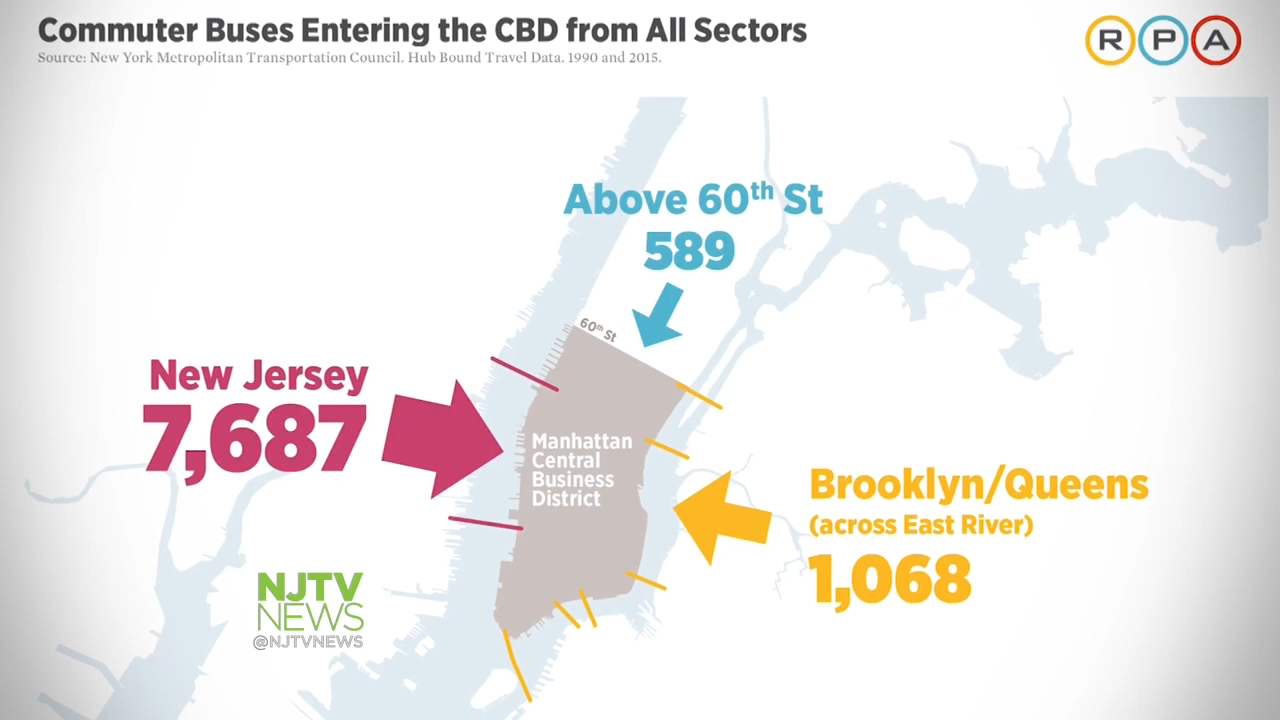 Commuter Buses Entering the CBD from All Sectors
Source: New York Metropolitan Transportation Council. Hub Bound Travel Data. 1990 and 2015.
R P A
Above 60th St
589
60th St
New Jersey
7,687
Manhattan
Central
Business
District
Brooklyn/Queens
(across East River)
1,068
NJTV
NEWS
@NJTVNEWS